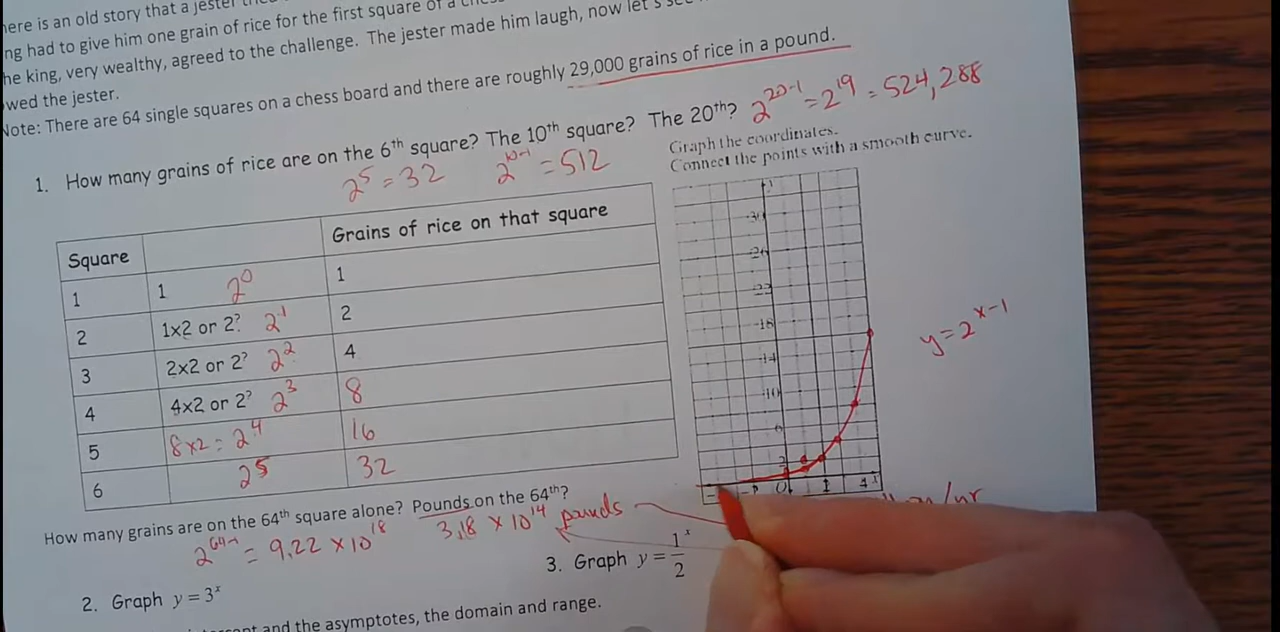 here is an old story that a jester
ng had to give him one grain of rice for the first square of a
he king, very wealthy, agreed to the challenge. The jester made him laugh, now let's
owed the jester.
Note: There are 64 single squares on a chess board and there are roughly 29,000 grains of rice in a pound.
1. How many grains of rice are on the 6th square? The 10th square? The 20th? 2^20-1 = 2^19 = 524,288
2^5 = 32 2^10-1 = 512
Graph the coordinates.
Connect the points with a smooth curve.
Square Grains of rice on that square
1 1 2^0 1
2 1x2 or 2? 2^1 2
3 2x2 or 2? 2^2 4
4 4x2 or 2? 2^3 8
5 8x2 = 2^4 16
6 2^5 32
y
26
22
18
14
10
6
2
0
x
y = 2^x-1
How many grains are on the 64th square alone? Pounds on the 64th?
2^64-1 = 9.22 x 10^18 3.18 x 10^14 pounds
2. Graph y = 3^x
3. Graph y = 1/2^x
and the asymptotes, the domain and range.